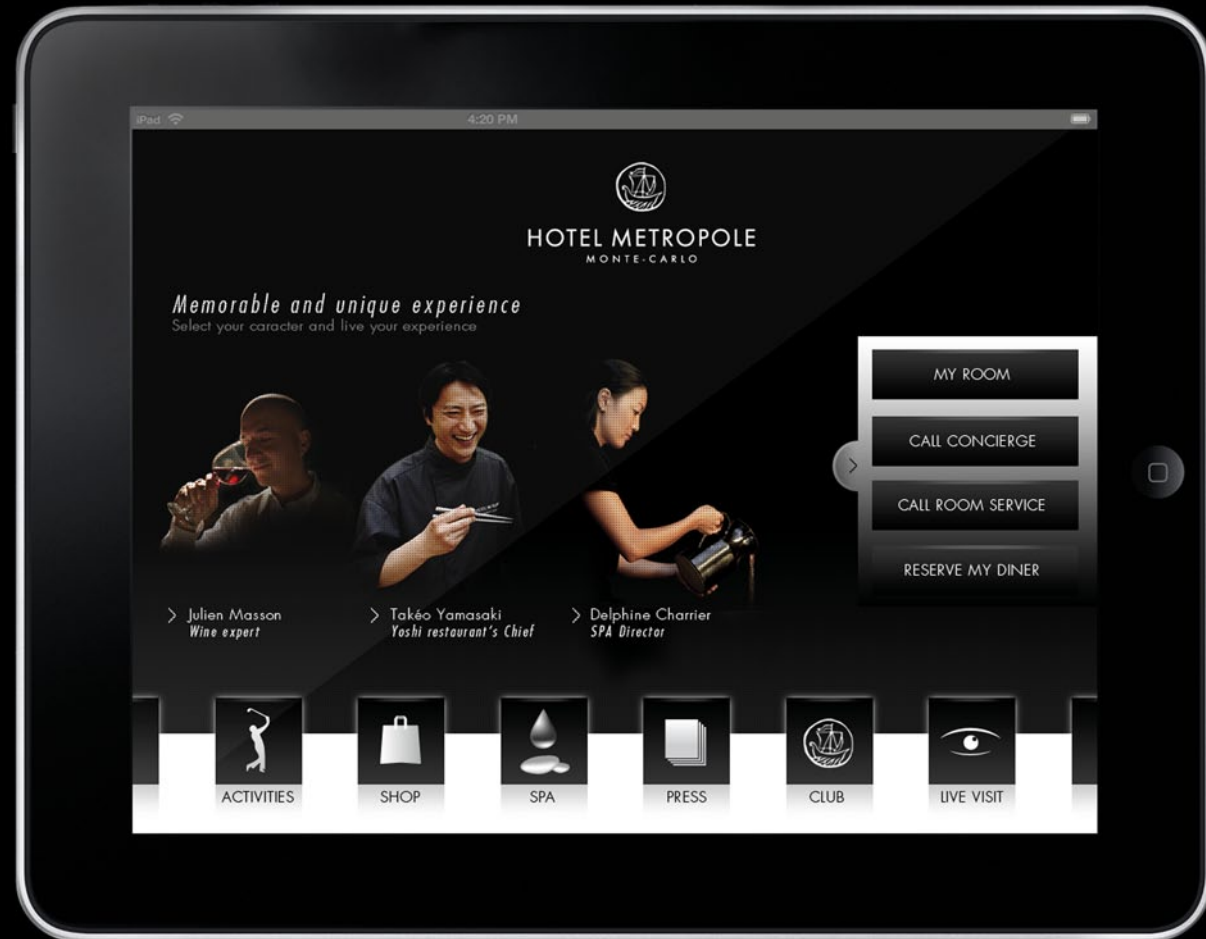 iPad 4:20 PM
HOTEL METROPOLE
MONTE-CARLO
Memorable and unique experience
Select your caracter and live your experience
MY ROOM
CALL CONCIERGE
CALL ROOM SERVICE
RESERVE MY DINER
Julien Masson
Wine expert
Takéo Yamasaki
Yoshi restaurant's Chief
Delphine Charrier
SPA Director
ACTIVITIES
SHOP
SPA
PRESS
CLUB
LIVE VISIT